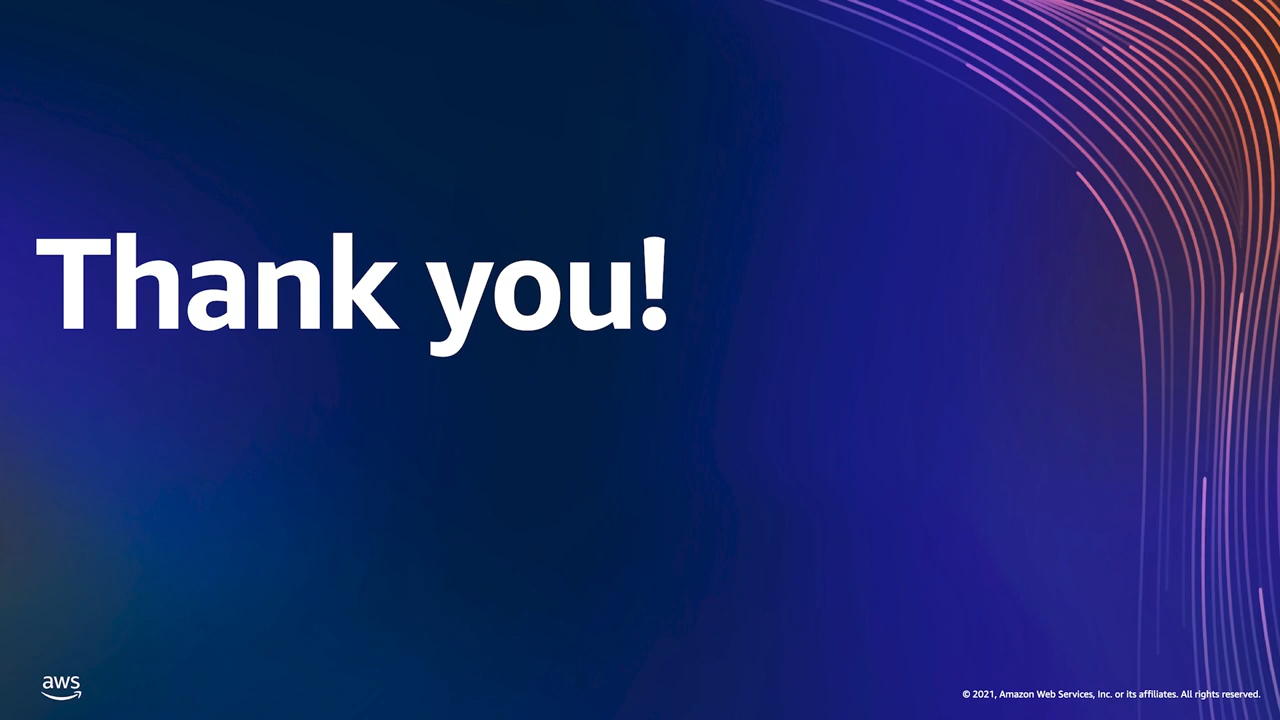 Thank you!
aws
© 2021, Amazon Web Services, Inc. or its affiliates. All rights reserved.